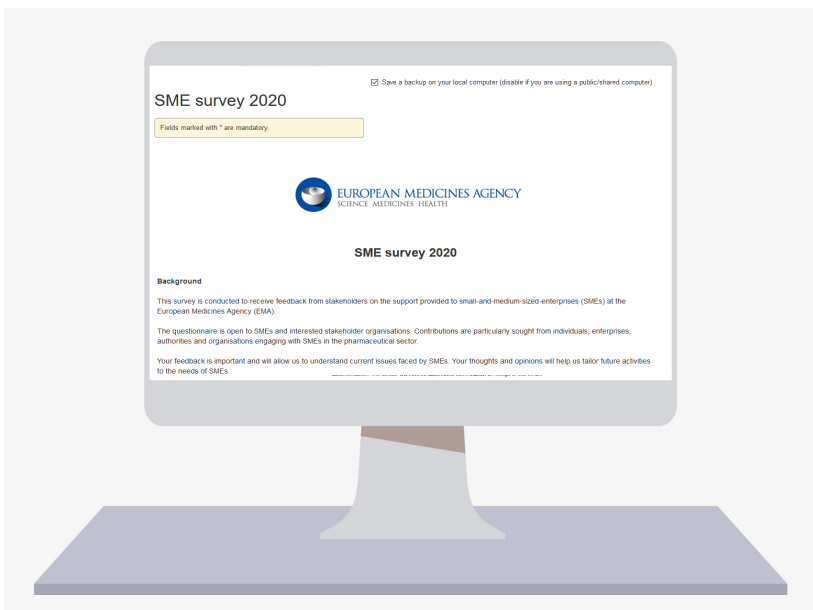 Save a backup on your local computer (disable if you are using a public/shared computer)
SME survey 2020
Fields marked with * are mandatory.
EUROPEAN MEDICINES AGENCY
SCIENCE MEDICINES HEALTH
SME survey 2020
Background
This survey is conducted to receive feedback from stakeholders on the support provided to small-and-medium-sized-enterprises (SMEs) at the
European Medicines Agency (EMA).
The questionnaire is open to SMEs and interested stakeholder organisations. Contributions are particularly sought from individuals, enterprises,
authorities and organisations engaging with SMEs in the pharmaceutical sector.
Your feedback is important and will allow us to understand current issues faced by SMEs. Your thoughts and opinions will help us tailor future activities
to the needs of SMEs.